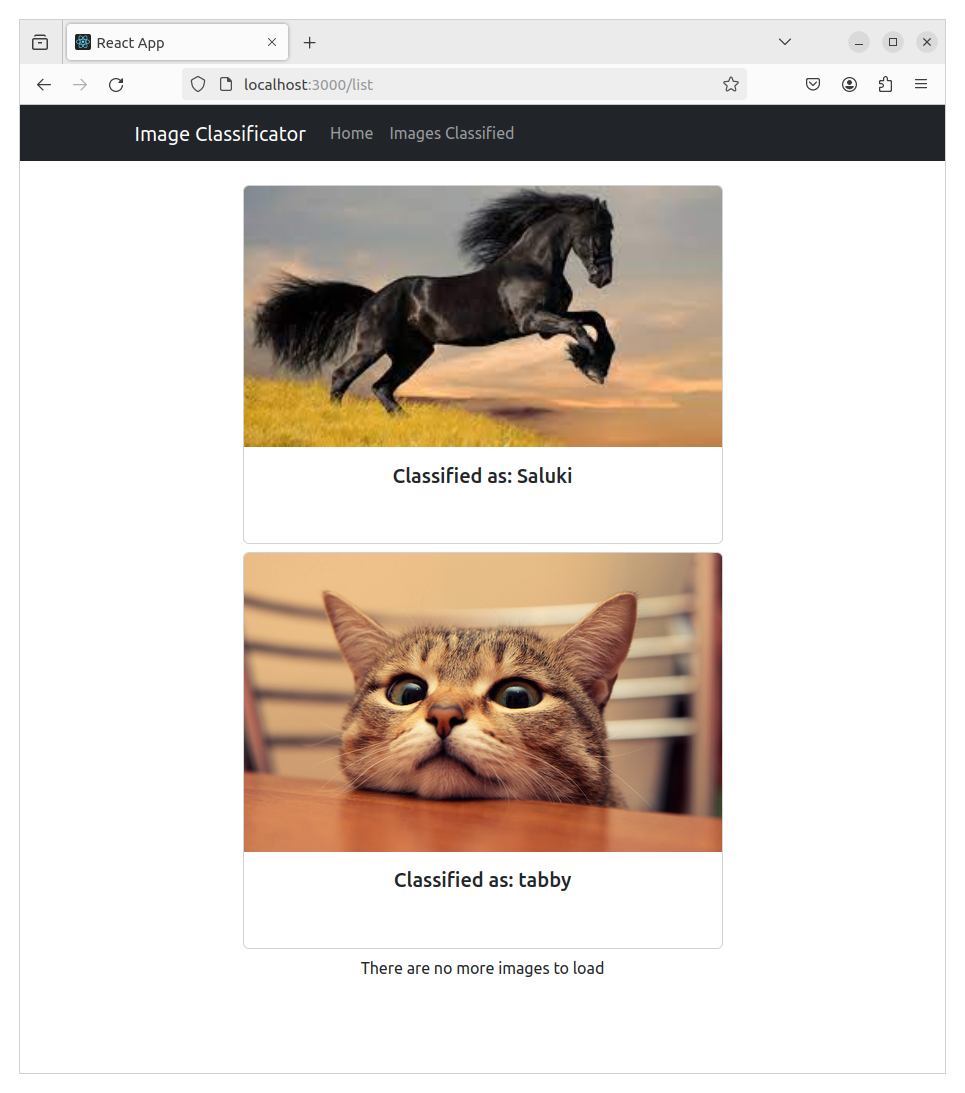 React App
localhost:3000/list
Image Classificator Home Images Classified
Classified as: Saluki
Classified as: tabby
There are no more images to load